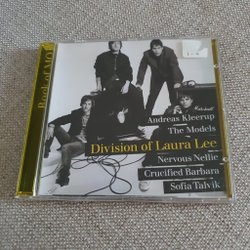 Andreas Kleerup
The Models
Division of Laura Lee
Nervous Nellie
Crucified Barbara
Sofia Talvik